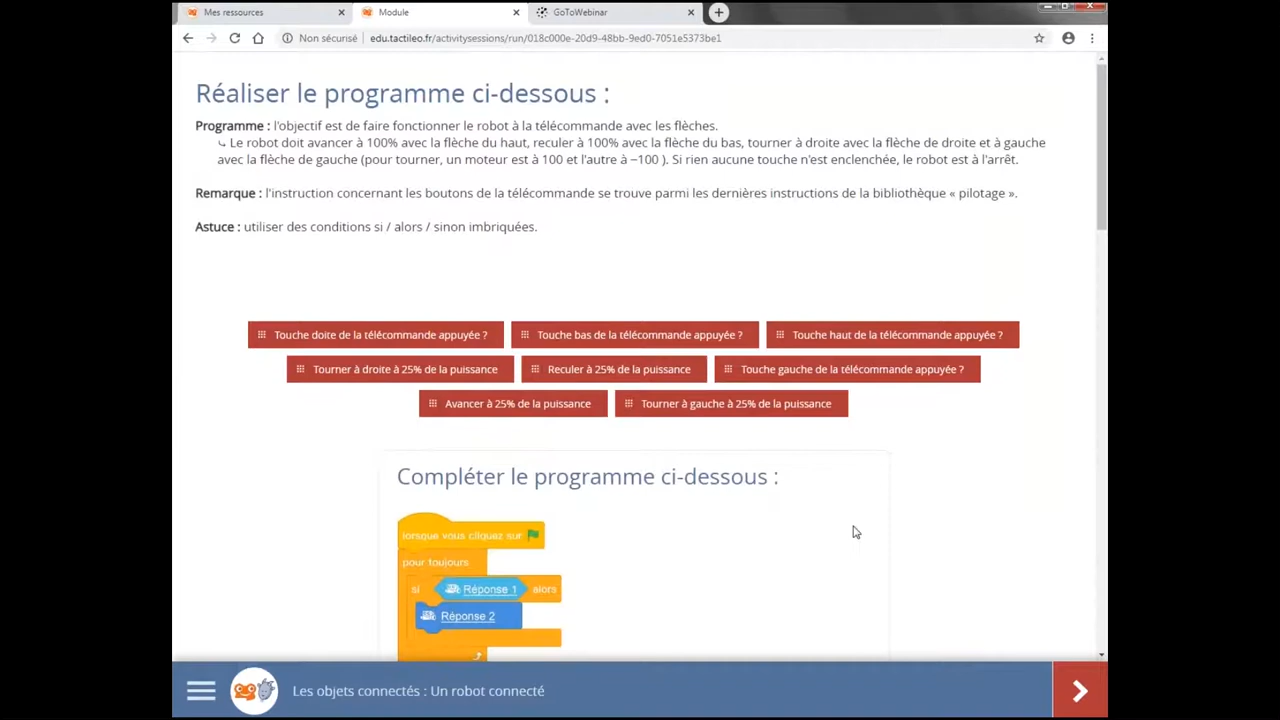 Mes ressources
Module
GoToWebinar
Non sécurisé
edu.tactileo.fr/activitysessions/run/018c000e-20d9-48bb-9ed0-7051e5373be1
Réaliser le programme ci-dessous :
Programme : l'objectif est de faire fonctionner le robot à la télécommande avec les flèches.
Le robot doit avancer à 100% avec la flèche du haut, reculer à 100% avec la flèche du bas, tourner à droite avec la flèche de droite et à gauche
avec la flèche de gauche (pour tourner, un moteur est à 100 et l'autre à −100 ). Si rien aucune touche n'est enclenchée, le robot est à l'arrêt.
Remarque : l'instruction concernant les boutons de la télécommande se trouve parmi les dernières instructions de la bibliothèque « pilotage ».
Astuce : utiliser des conditions si / alors / sinon imbriquées.
Touche doite de la télécommande appuyée ?
Touche bas de la télécommande appuyée ?
Touche haut de la télécommande appuyée ?
Tourner à droite à 25% de la puissance
Reculer à 25% de la puissance
Touche gauche de la télécommande appuyée ?
Avancer à 25% de la puissance
Tourner à gauche à 25% de la puissance
Compléter le programme ci-dessous :
lorsque vous cliquez sur
pour toujours
si Réponse 1 alors
Réponse 2
Les objets connectés : Un robot connecté